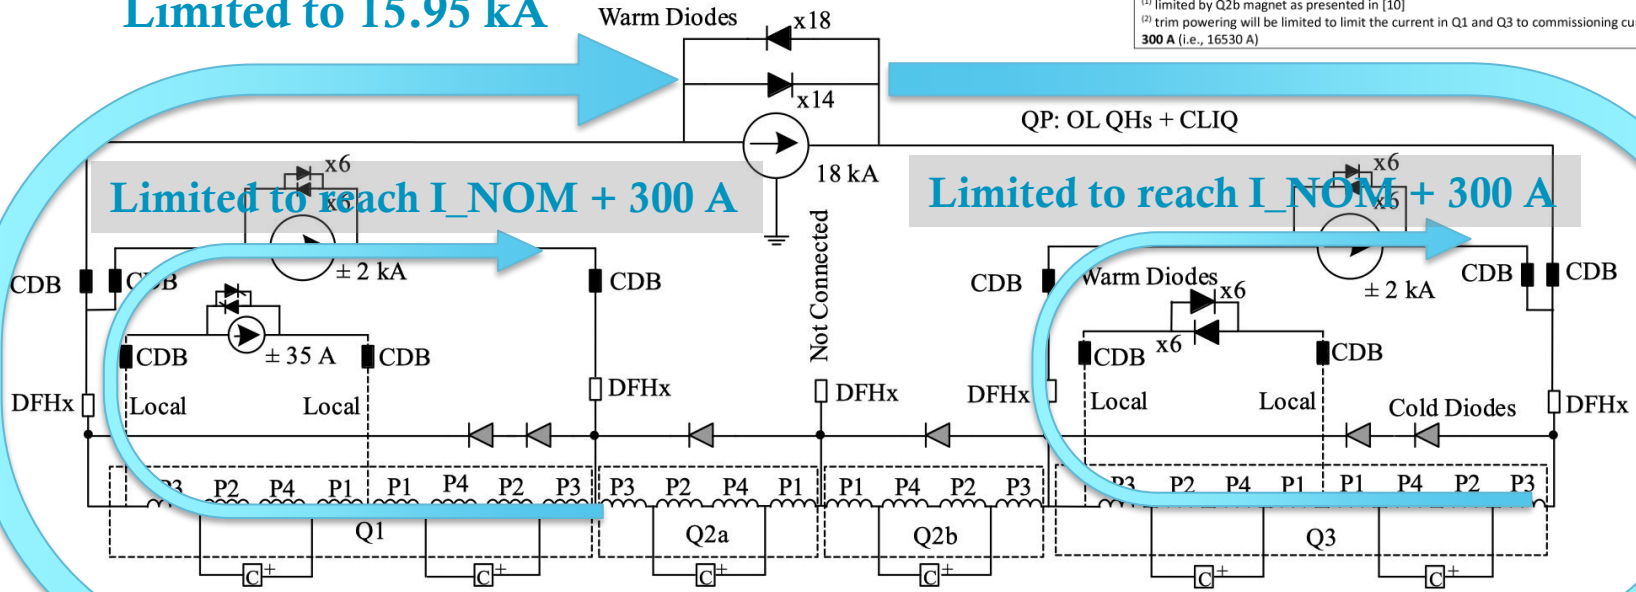 Limited to 15.95 kA
Warm Diodes
x18
(1) limited by Q2b magnet as presented in [10]
(2) trim powering will be limited to limit the current in Q1 and Q3 to commissioning cu
300 A (i.e., 16530 A)
x14
QP: OL QHs + CLIQ
18 kA
x6
x6
Limited to reach I_NOM + 300 A
x6
x6
Limited to reach I_NOM + 300 A
Not Connected
CDB
CDB
± 2 kA
CDB
CDB
Warm Diodes
x6
± 2 kA
CDB
CDB
CDB
± 35 A
CDB
CDB
x6
CDB
DFHx
Local
Local
DFHx
DFHx
DFHx
Local
Local
Cold Diodes
DFHx
P3 P2 P4 P1 P1 P4 P2 P3 P3 P2 P4 P1 P1 P4 P2 P3 P3 P2 P4 P1 P1 P4 P2 P3
Q1
Q2a
Q2b
Q3
C + C + C + C + C + C +